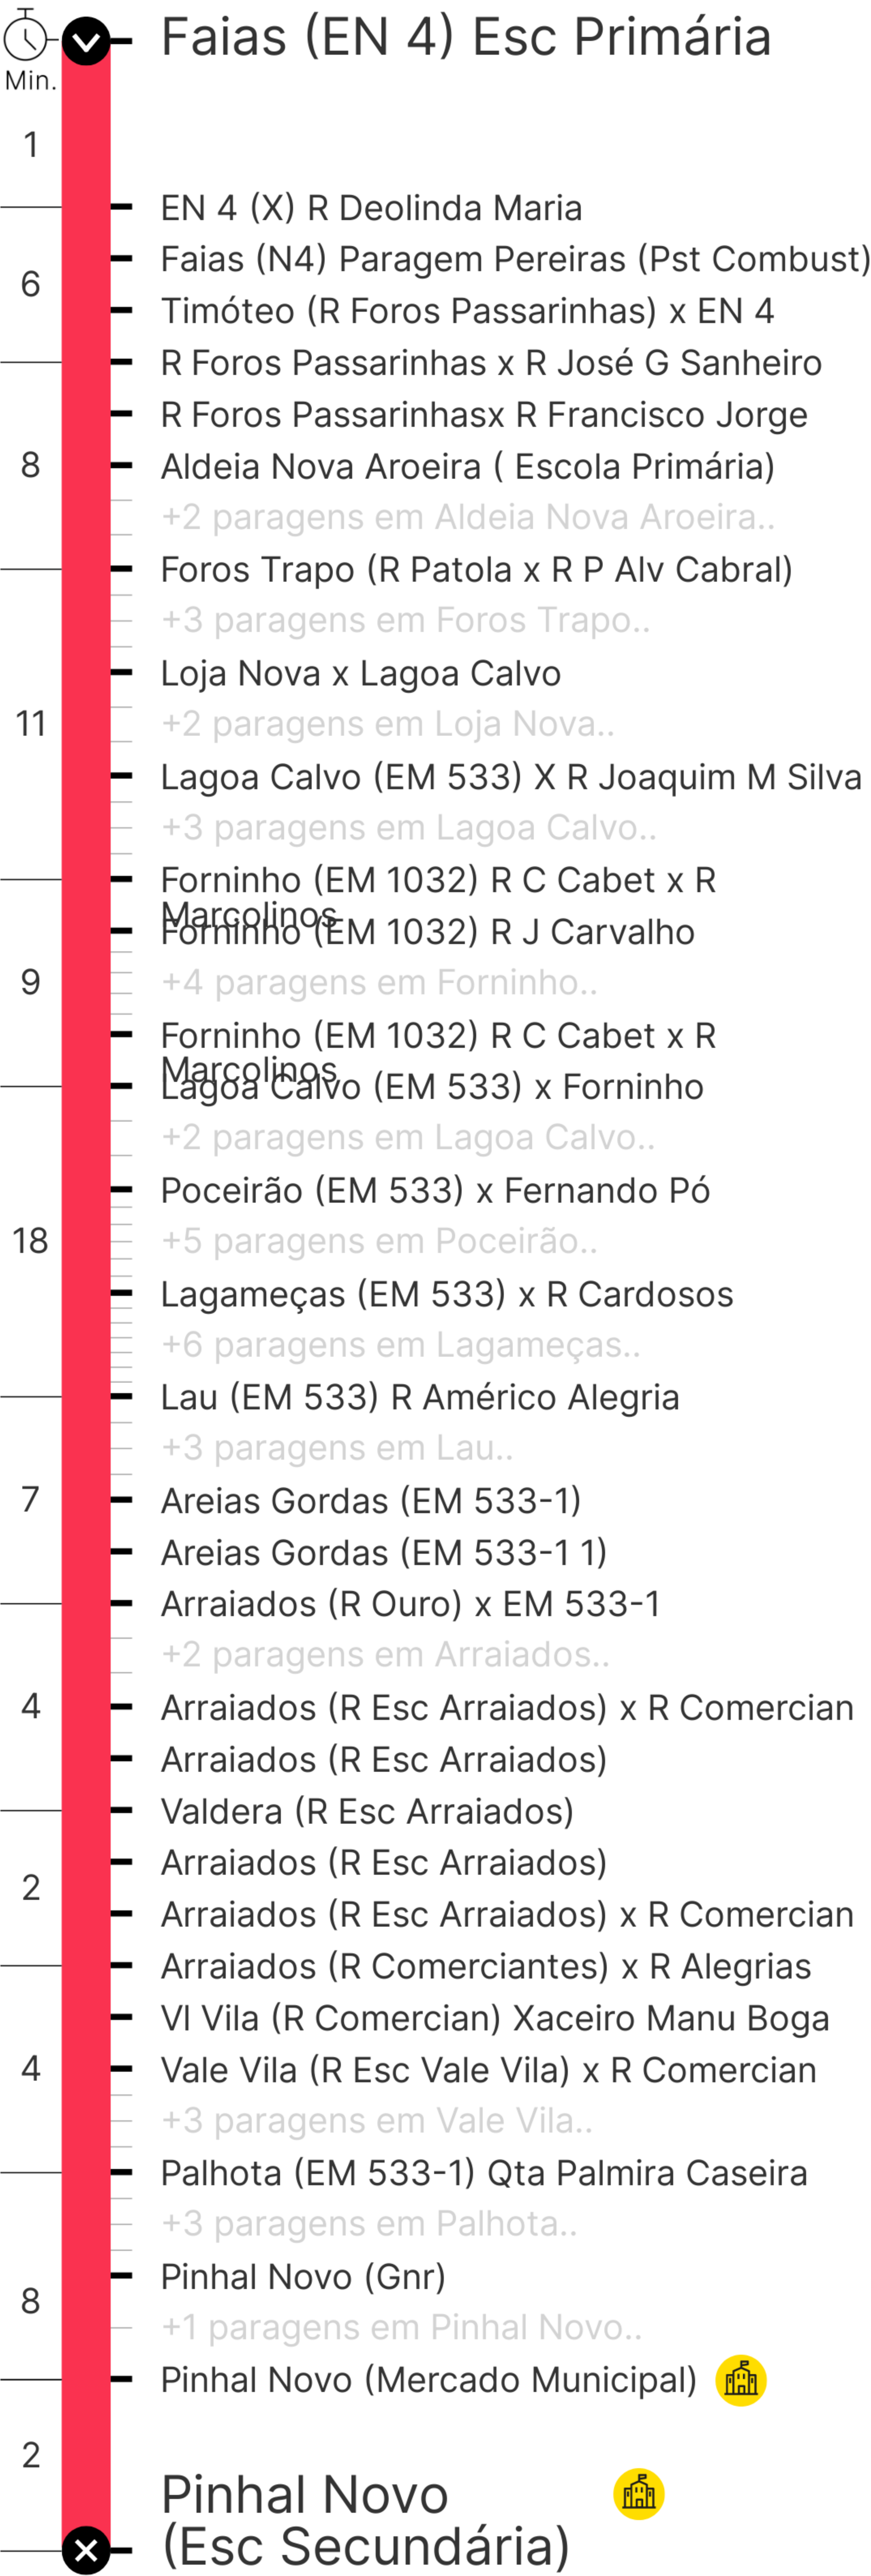 Faias (EN 4) Esc Primária
Min.
1
EN 4 (X) R Deolinda Maria
Faias (N4) Paragem Pereiras (Pst Combust)
6
Timóteo (R Foros Passarinhas) x EN 4
R Foros Passarinhas x R José G Sanheiro
R Foros Passarinhasx R Francisco Jorge
8
Aldeia Nova Aroeira ( Escola Primária)
+2 paragens em Aldeia Nova Aroeira..
Foros Trapo (R Patola x R P Alv Cabral)
+3 paragens em Foros Trapo..
Loja Nova x Lagoa Calvo
11
+2 paragens em Loja Nova..
Lagoa Calvo (EM 533) X R Joaquim M Silva
+3 paragens em Lagoa Calvo..
Forninho (EM 1032) R C Cabet x R
Marcolinos
Forninho (EM 1032) R J Carvalho
9
+4 paragens em Forninho..
Forninho (EM 1032) R C Cabet x R
Marcolinos
Lagoa Calvo (EM 533) x Forninho
+2 paragens em Lagoa Calvo..
Poceirão (EM 533) x Fernando Pó
18
+5 paragens em Poceirão..
Lagameças (EM 533) x R Cardosos
+6 paragens em Lagameças..
Lau (EM 533) R Américo Alegria
+3 paragens em Lau..
7
Areias Gordas (EM 533-1)
Areias Gordas (EM 533-1 1)
Arraiados (R Ouro) x EM 533-1
+2 paragens em Arraiados..
4
Arraiados (R Esc Arraiados) x R Comercian
Arraiados (R Esc Arraiados)
Valdera (R Esc Arraiados)
Arraiados (R Esc Arraiados)
2
Arraiados (R Esc Arraiados) x R Comercian
Arraiados (R Comerciantes) x R Alegrias
Vl Vila (R Comercian) Xaceiro Manu Boga
4
Vale Vila (R Esc Vale Vila) x R Comercian
+3 paragens em Vale Vila..
Palhota (EM 533-1) Qta Palmira Caseira
+3 paragens em Palhota..
Pinhal Novo (Gnr)
8
+1 paragens em Pinhal Novo..
Pinhal Novo (Mercado Municipal)
2
Pinhal Novo
(Esc Secundária)